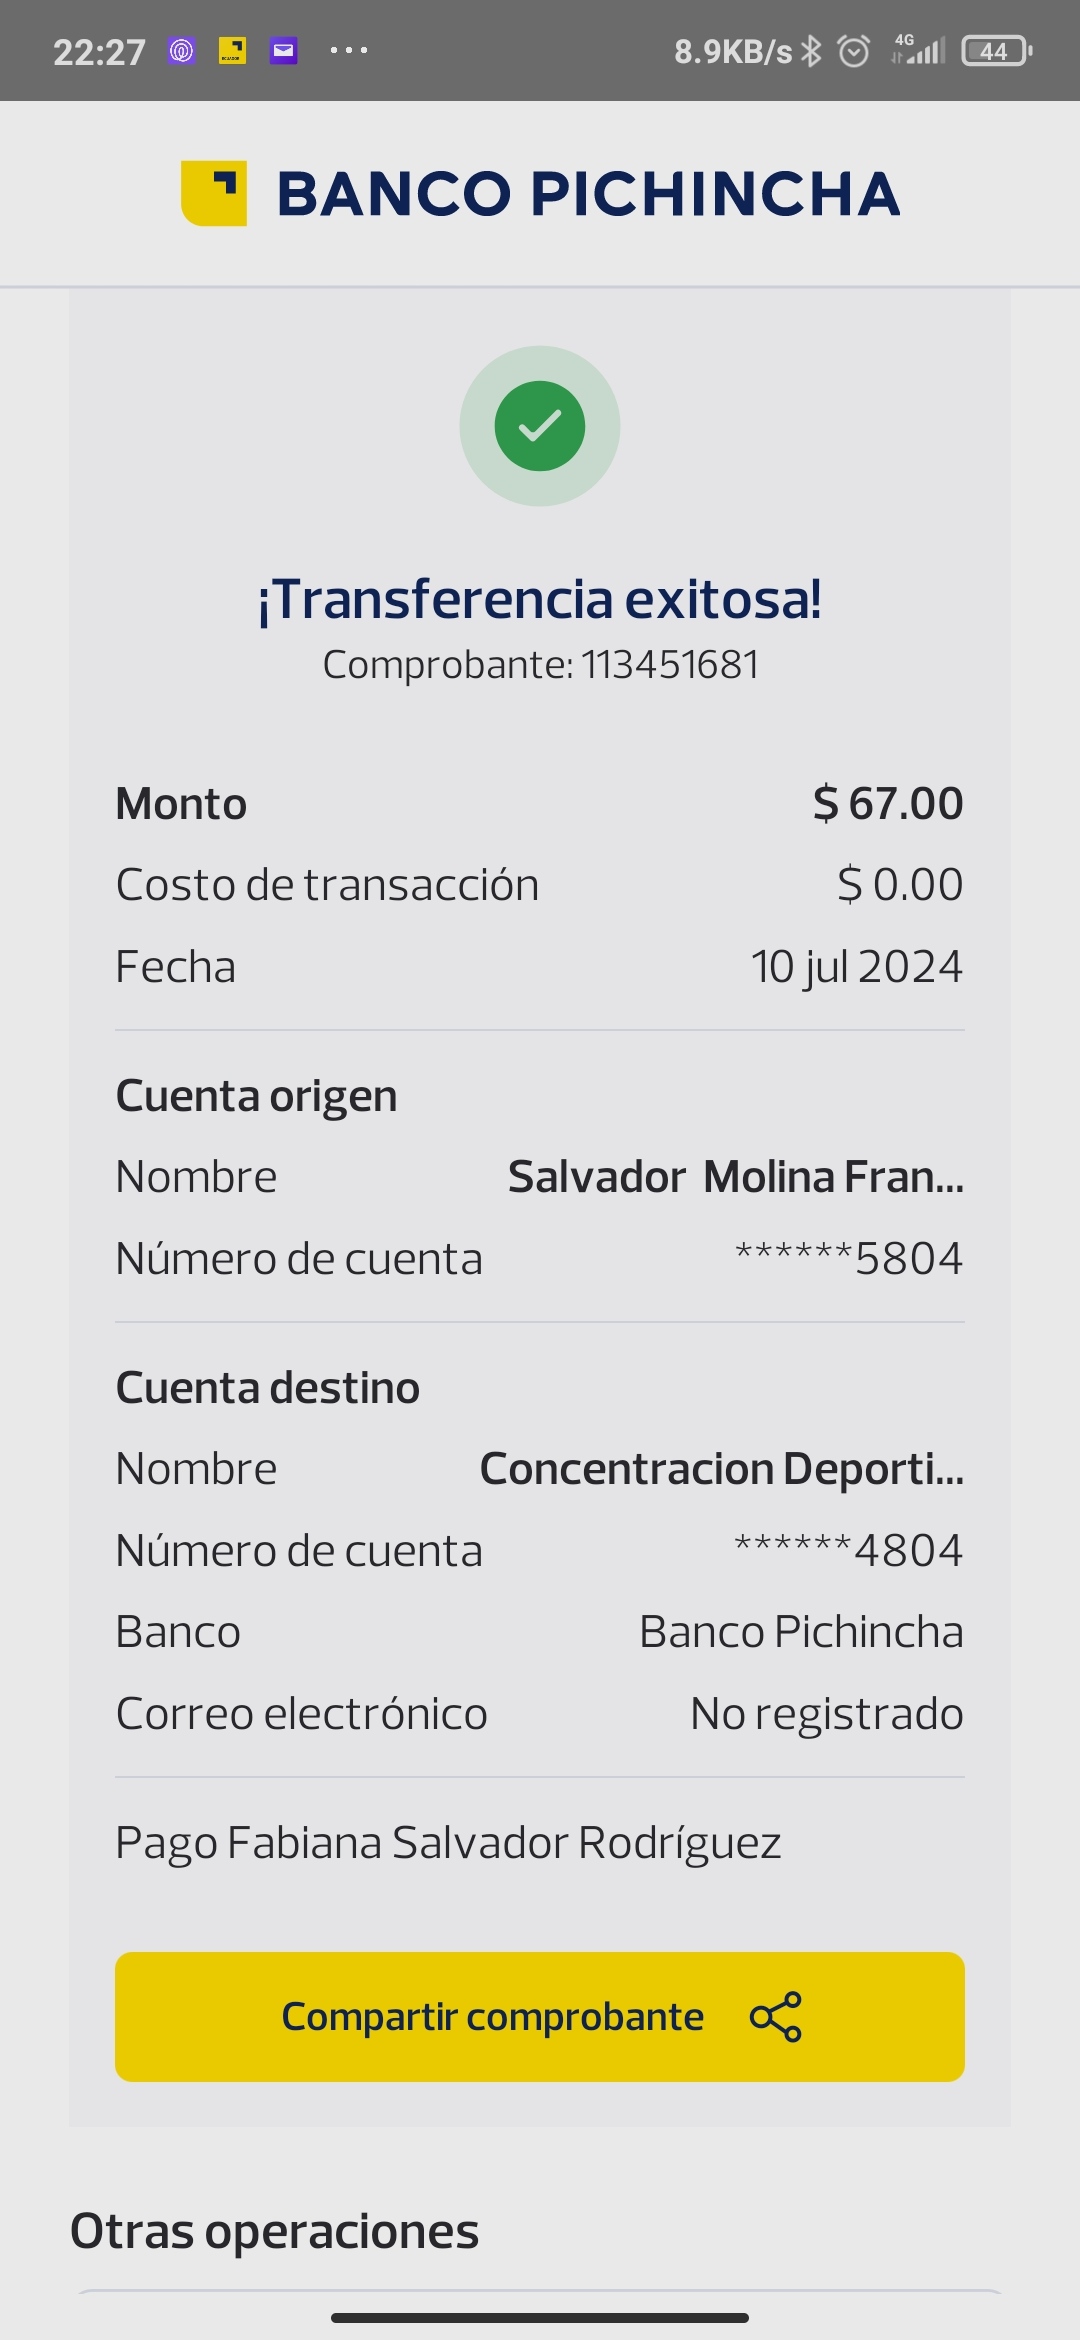 22:27
8.9KB/s
4G
44
BANCO PICHINCHA
¡Transferencia exitosa!
Comprobante: 113451681
Monto $ 67.00
Costo de transacción $ 0.00
Fecha 10 jul 2024
Cuenta origen
Nombre Salvador  Molina Fran...
Número de cuenta ******5804
Cuenta destino
Nombre Concentracion Deporti...
Número de cuenta ******4804
Banco Banco Pichincha
Correo electrónico No registrado
Pago Fabiana Salvador Rodríguez
Compartir comprobante
Otras operaciones